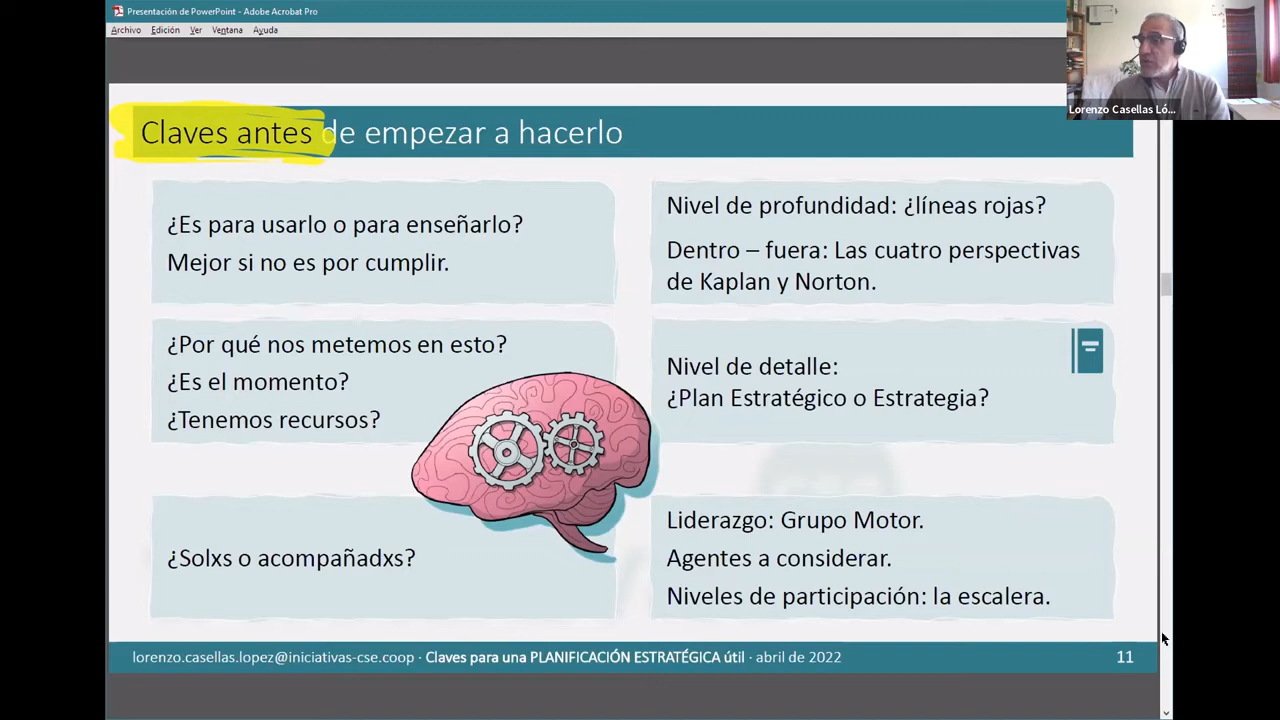 Presentación de PowerPoint - Adobe Acrobat Pro
Archivo Edición Ver Ventana Ayuda
Lorenzo Casellas Ló...
Claves antes de empezar a hacerlo
¿Es para usarlo o para enseñarlo?
Mejor si no es por cumplir.
Nivel de profundidad: ¿líneas rojas?
Dentro – fuera: Las cuatro perspectivas
de Kaplan y Norton.
¿Por qué nos metemos en esto?
¿Es el momento?
¿Tenemos recursos?
Nivel de detalle:
¿Plan Estratégico o Estrategia?
¿Solxs o acompañadxs?
Liderazgo: Grupo Motor.
Agentes a considerar.
Niveles de participación: la escalera.
lorenzo.casellas.lopez@iniciativas-cse.coop · Claves para una PLANIFICACIÓN ESTRATÉGICA útil · abril de 2022
11